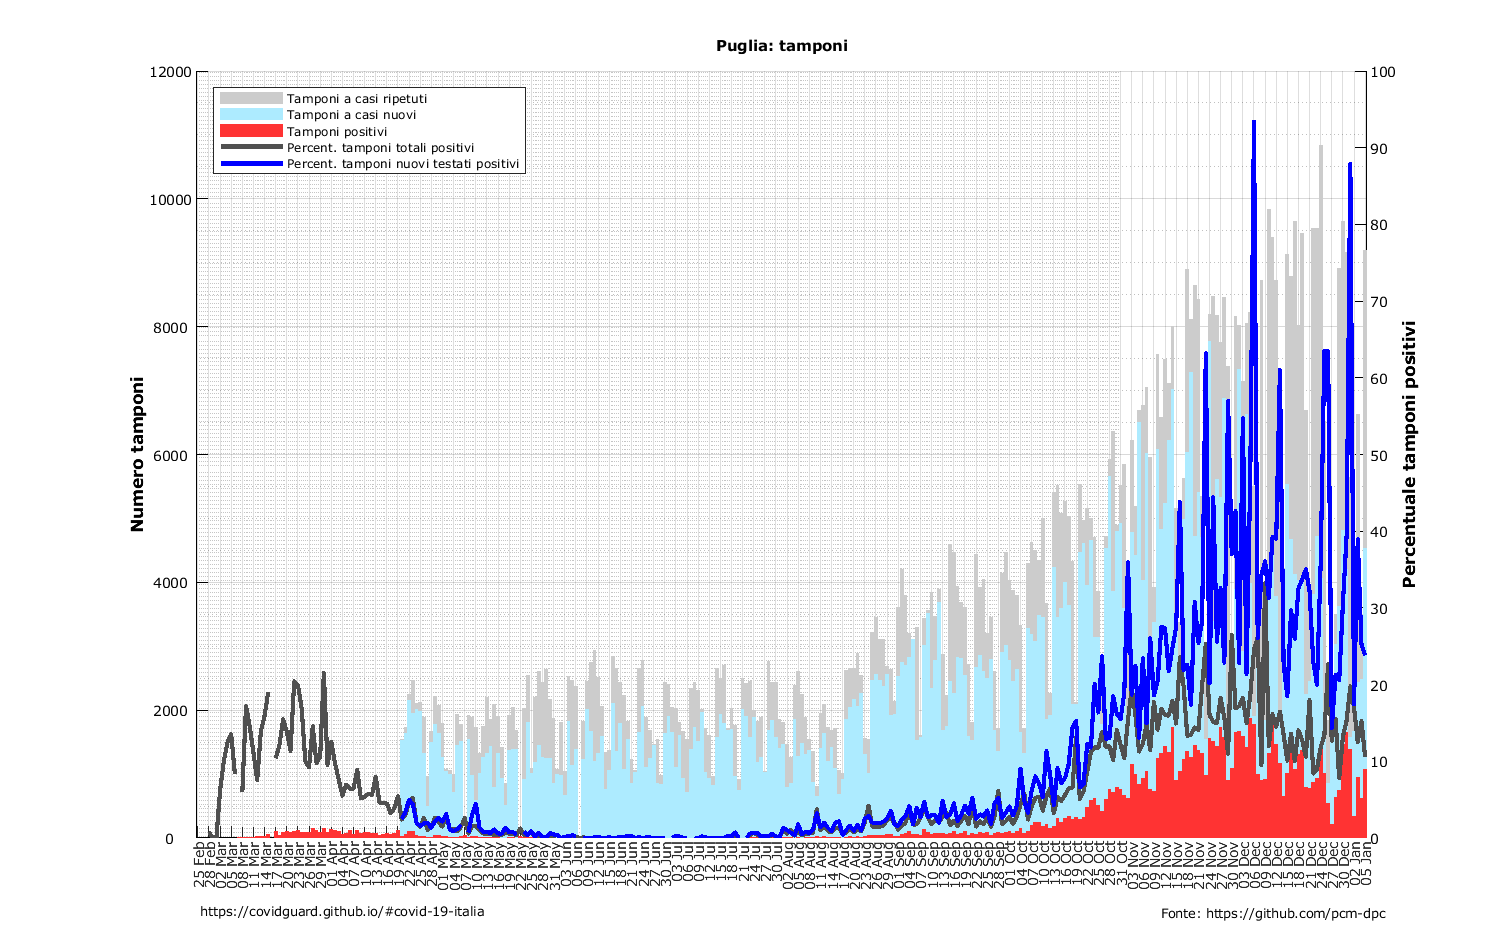 Puglia: tamponi
12000
10000
8000
6000
4000
2000
0
100
90
80
70
60
50
40
30
20
10
0
Tamponi a casi ripetuti
Tamponi a casi nuovi
Tamponi positivi
Percent. tamponi totali positivi
Percent. tamponi nuovi testati positivi
Numero tamponi
Percentuale tamponi positivi
25 Feb
28 Feb
02 Mar
05 Mar
08 Mar
11 Mar
14 Mar
17 Mar
20 Mar
23 Mar
26 Mar
29 Mar
01 Apr
04 Apr
07 Apr
10 Apr
13 Apr
16 Apr
19 Apr
22 Apr
25 Apr
28 Apr
01 May
04 May
07 May
10 May
13 May
16 May
19 May
22 May
25 May
28 May
31 May
03 Jun
06 Jun
09 Jun
12 Jun
15 Jun
18 Jun
21 Jun
24 Jun
27 Jun
30 Jun
03 Jul
06 Jul
09 Jul
12 Jul
15 Jul
18 Jul
21 Jul
24 Jul
27 Jul
30 Jul
02 Aug
05 Aug
08 Aug
11 Aug
14 Aug
17 Aug
20 Aug
23 Aug
26 Aug
29 Aug
01 Sep
04 Sep
07 Sep
10 Sep
13 Sep
16 Sep
19 Sep
22 Sep
25 Sep
28 Sep
01 Oct
04 Oct
07 Oct
10 Oct
13 Oct
16 Oct
19 Oct
22 Oct
25 Oct
28 Oct
31 Oct
03 Nov
06 Nov
09 Nov
12 Nov
15 Nov
18 Nov
21 Nov
24 Nov
27 Nov
30 Nov
03 Dec
06 Dec
09 Dec
12 Dec
15 Dec
18 Dec
21 Dec
24 Dec
27 Dec
30 Dec
02 Jan
05 Jan
https://covidguard.github.io/#covid-19-italia
Fonte: https://github.com/pcm-dpc